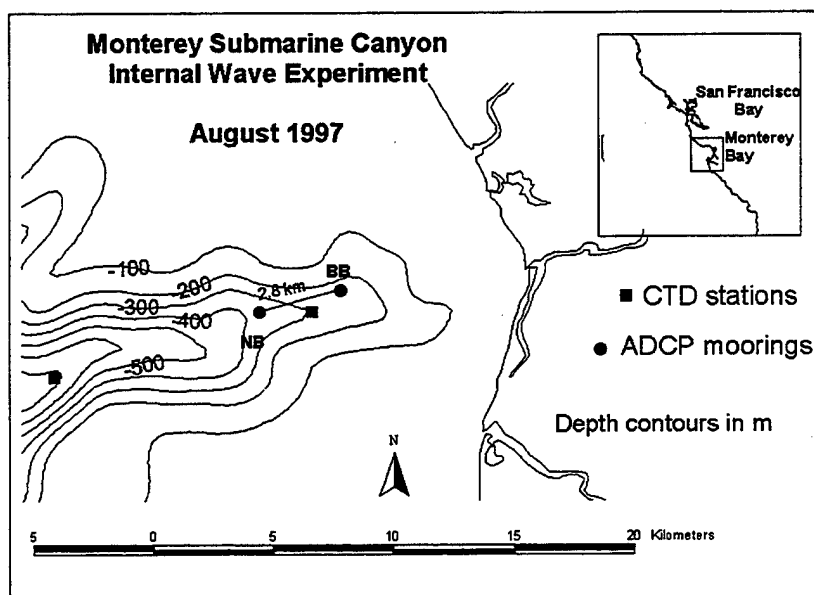 Monterey Submarine Canyon
Internal Wave Experiment
August 1997
San Francisco
Bay
Monterey
Bay
-100
-200
-300
-400
-500
BB
2.8 km
NB
CTD stations
ADCP moorings
Depth contours in m
N
5 0 5 10 15 20 Kilometers